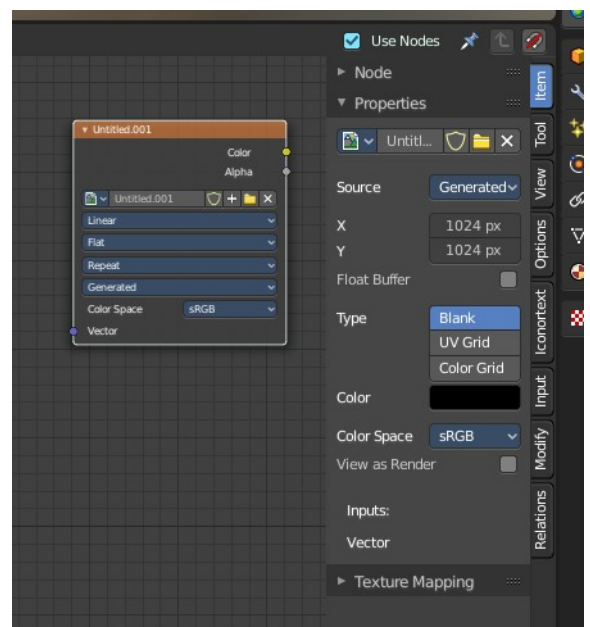 Use Nodes
Node
Properties
Untitl...
Source Generated
X 1024 px
Y 1024 px
Float Buffer
Type Blank
UV Grid
Color Grid
Color
Color Space sRGB
View as Render
Inputs:
Vector
Texture Mapping
Untitled.001
Color
Alpha
Untitled.001
Linear
Flat
Repeat
Generated
Color Space sRGB
Vector
Item
Tool
View
Options
Iconortext
Input
Modify
Relations